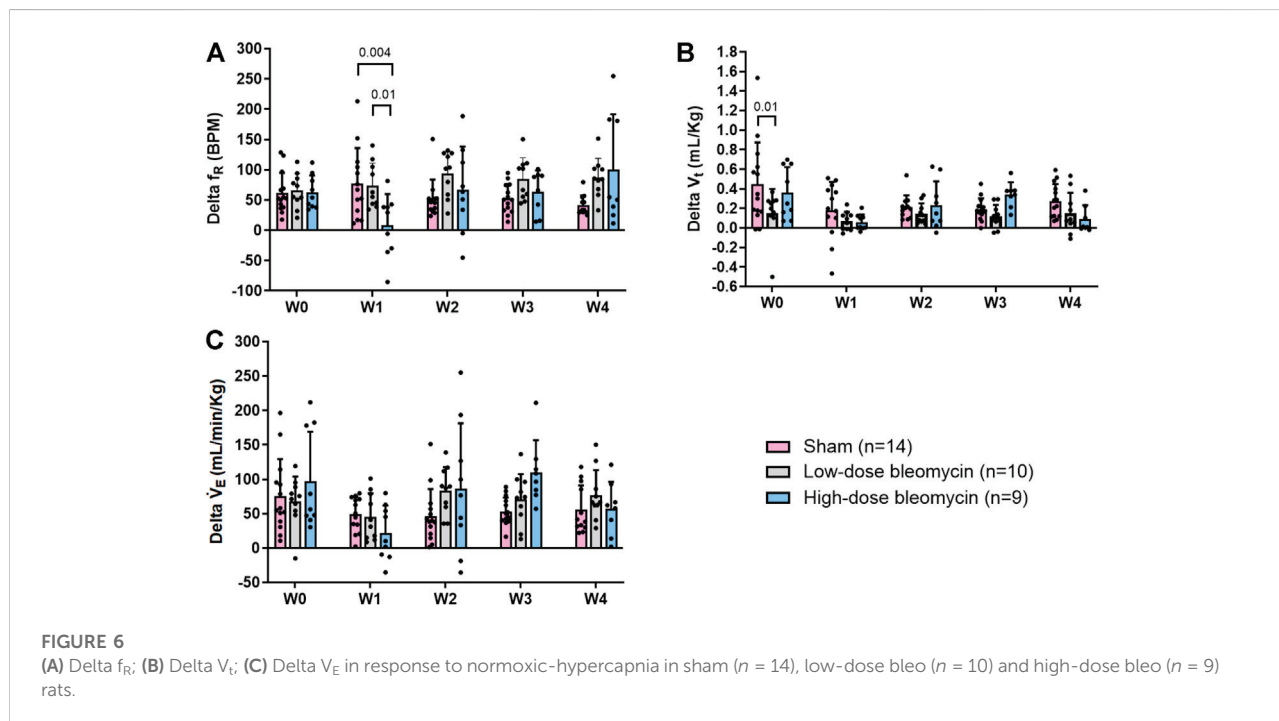 A
300
250
200
150
100
50
0
-50
-100
Delta fR (BPM)
0.004
0.01
W0 W1 W2 W3 W4
B
1.8
1.6
1.4
1.2
1.0
0.8
0.6
0.4
0.2
0.0
-0.2
-0.4
-0.6
Delta Vt (mL/Kg)
0.01
W0 W1 W2 W3 W4
C
300
250
200
150
100
50
0
-50
Delta V̇E (mL/min/Kg)
W0 W1 W2 W3 W4
Sham (n=14)
Low-dose bleomycin (n=10)
High-dose bleomycin (n=9)
FIGURE 6
(A) Delta fR; (B) Delta Vt; (C) Delta VE in response to normoxic-hypercapnia in sham (n = 14), low-dose bleo (n = 10) and high-dose bleo (n = 9)
rats.